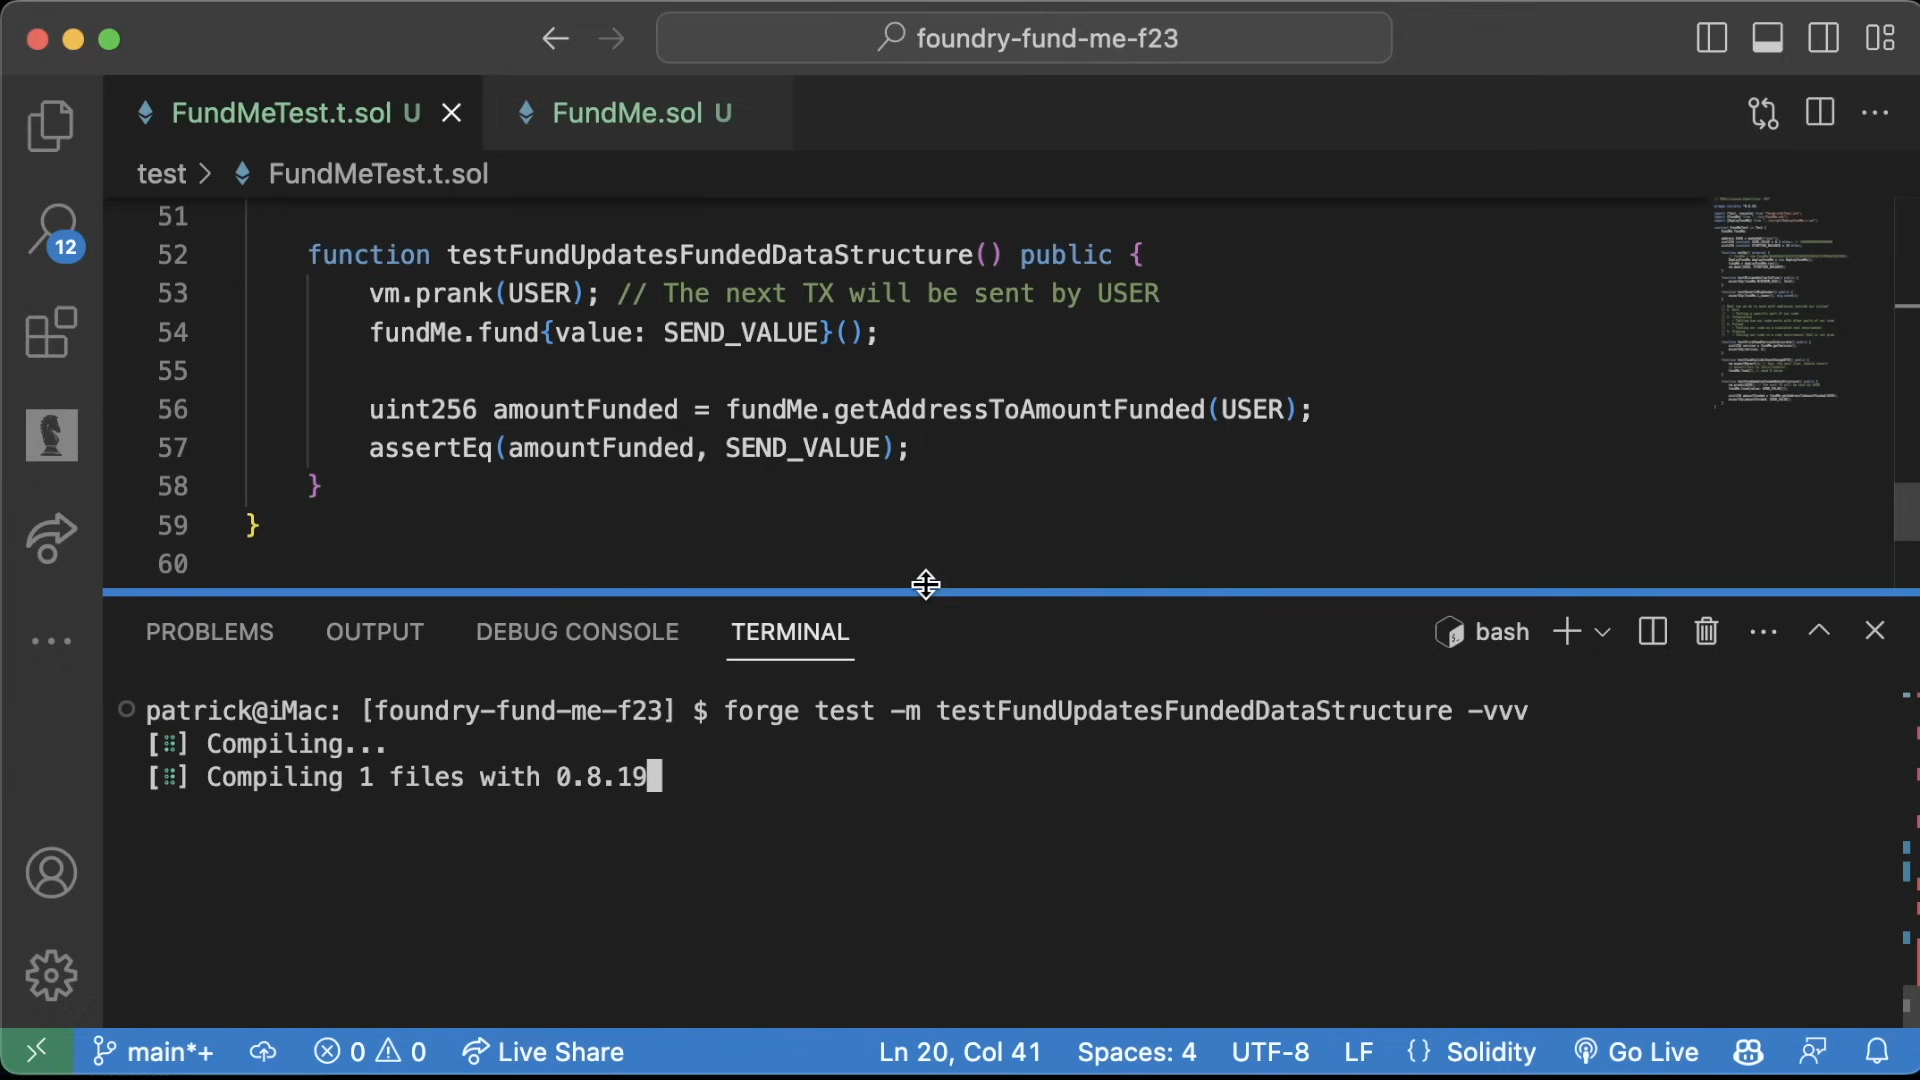 foundry-fund-me-f23
FundMeTest.t.sol U
FundMe.sol U
test > FundMeTest.t.sol
51
52 function testFundUpdatesFundedDataStructure() public {
53 vm.prank(USER); // The next TX will be sent by USER
54 fundMe.fund{value: SEND_VALUE}();
55
56 uint256 amountFunded = fundMe.getAddressToAmountFunded(USER);
57 assertEq(amountFunded, SEND_VALUE);
58 }
59 }
60
12
PROBLEMS OUTPUT DEBUG CONSOLE TERMINAL bash
patrick@iMac: [foundry-fund-me-f23] $ forge test -m testFundUpdatesFundedDataStructure -vvv
[⠿] Compiling...
[⠿] Compiling 1 files with 0.8.19
main*+ 0 0 Live Share Ln 20, Col 41 Spaces: 4 UTF-8 LF {} Solidity Go Live